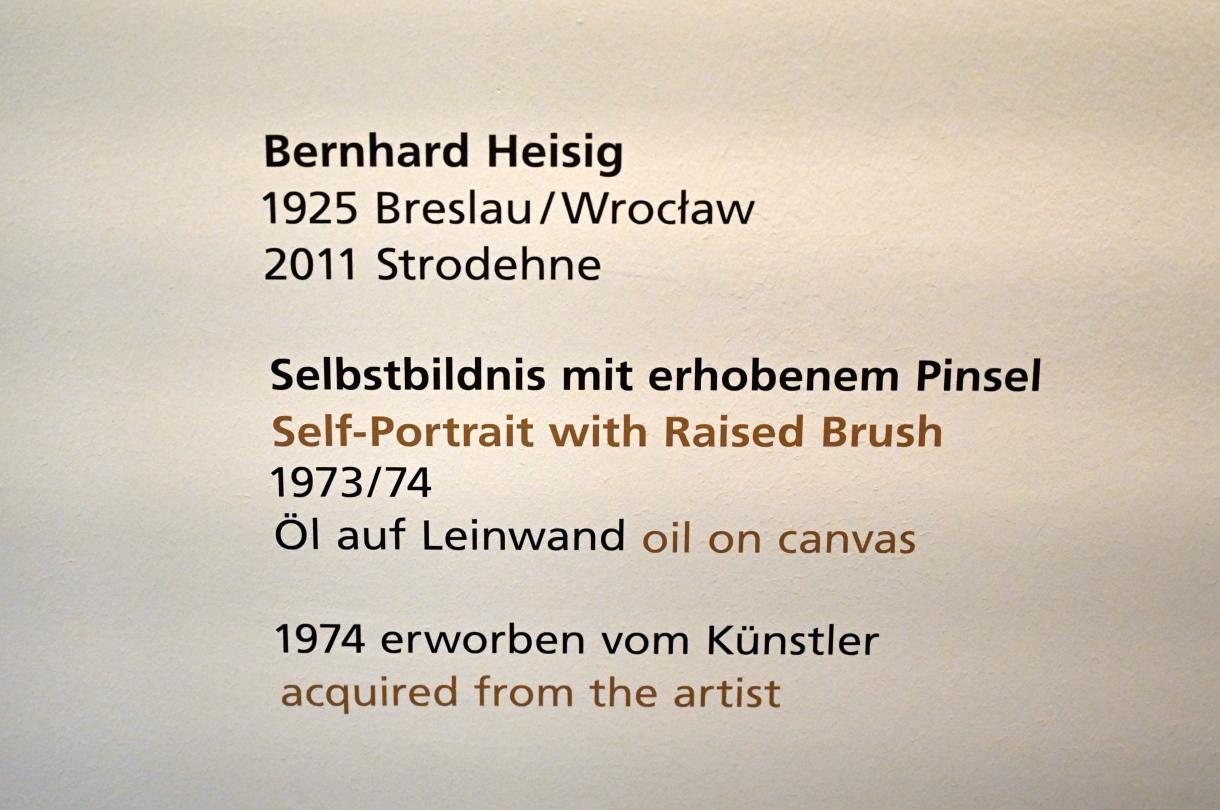 Bernhard Heisig
1925 Breslau/Wrocław
2011 Strodehne
Selbstbildnis mit erhobenem Pinsel
Self-Portrait with Raised Brush
1973/74
Öl auf Leinwand oil on canvas
1974 erworben vom Künstler
acquired from the artist